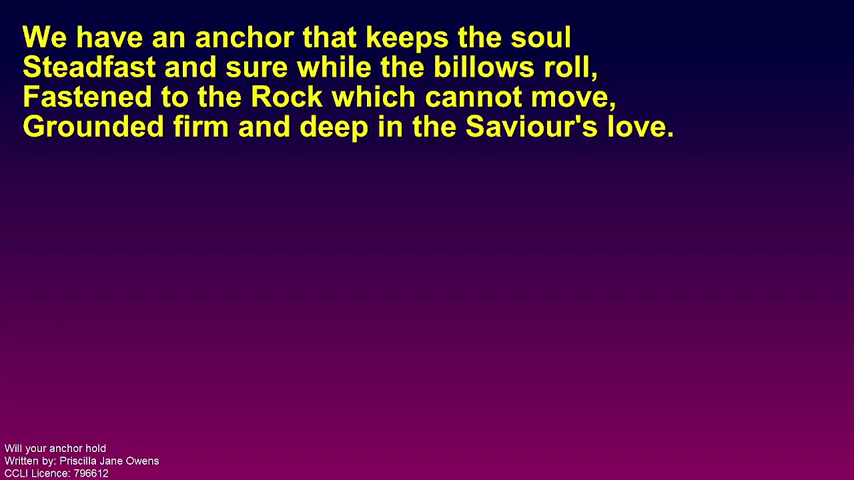 We have an anchor that keeps the soul
Steadfast and sure while the billows roll,
Fastened to the Rock which cannot move,
Grounded firm and deep in the Saviour's love.
Will your anchor hold
Written by: Priscilla Jane Owens
CCLI Licence: 796612